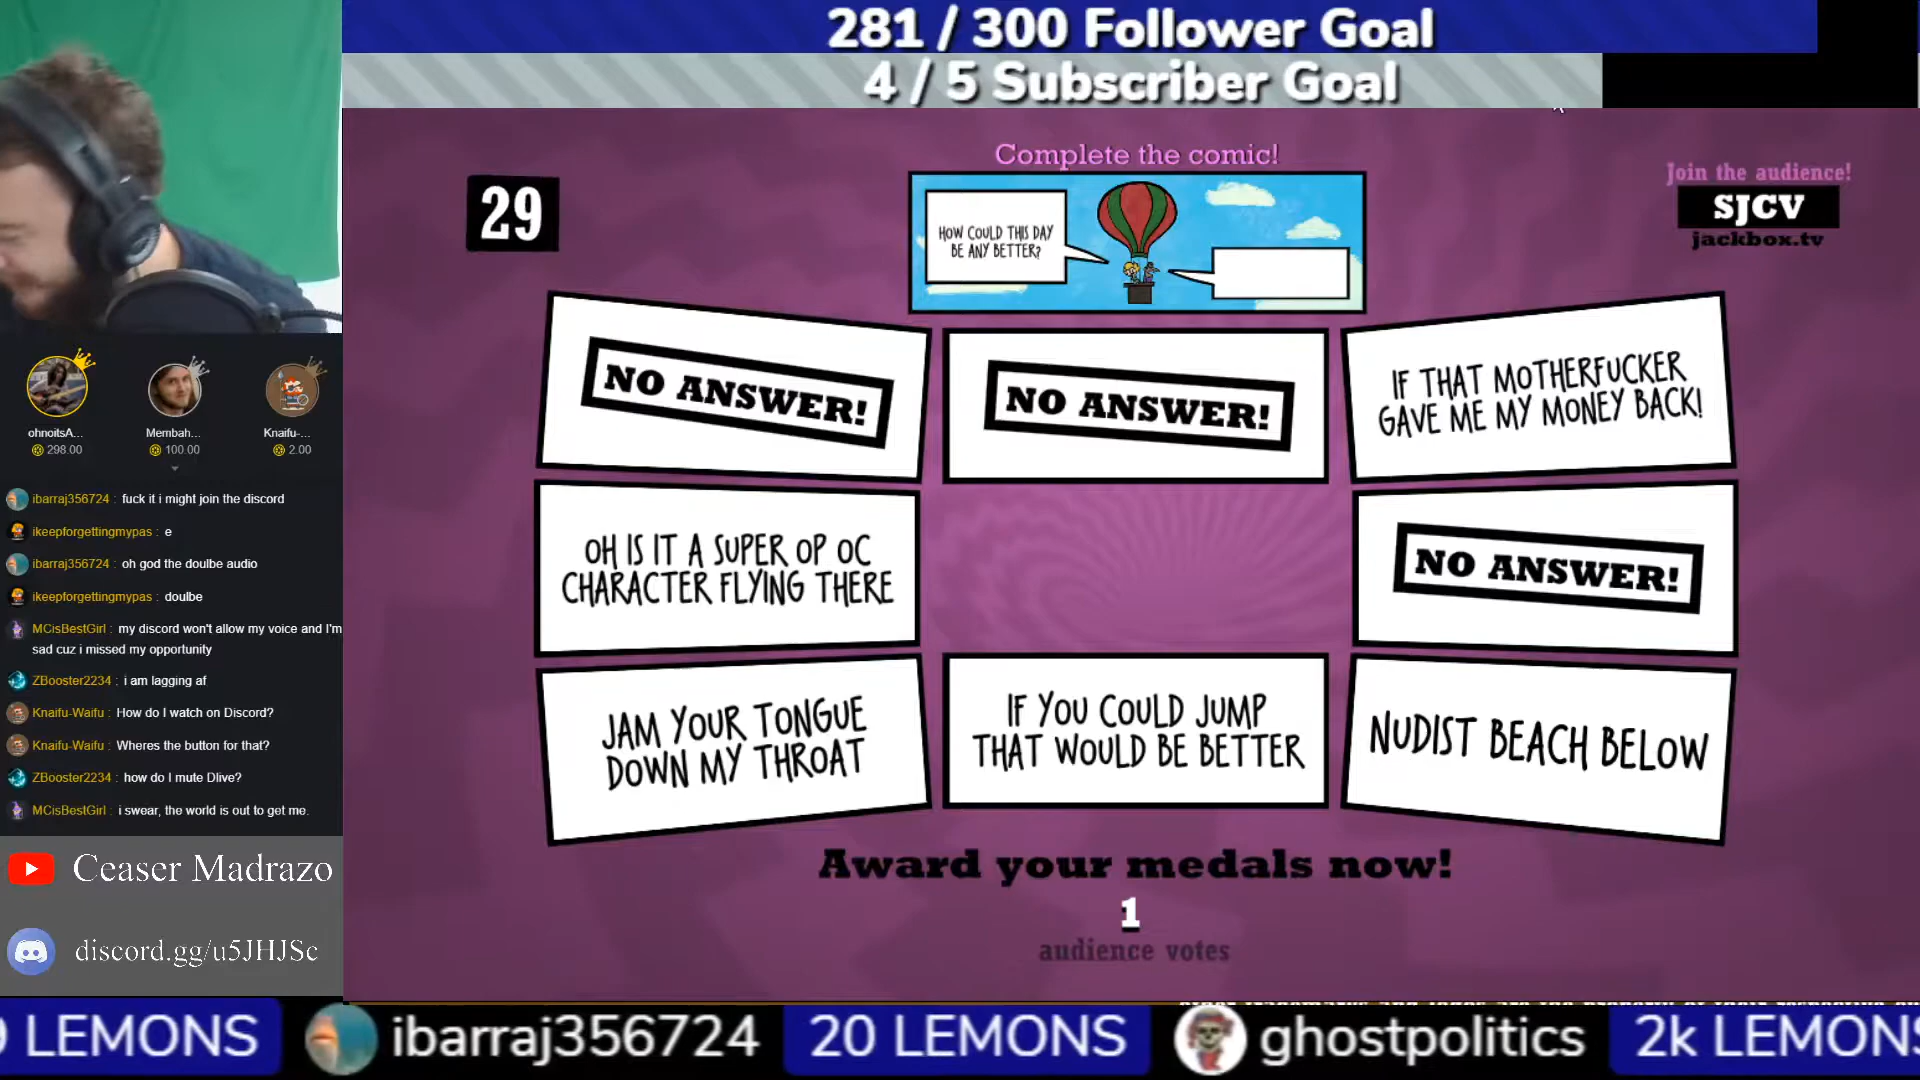 281 / 300 Follower Goal
4 / 5 Subscriber Goal
Complete the comic!
29
HOW COULD THIS DAY
BE ANY BETTER?
Join the audience!
SJCV
jackbox.tv
NO ANSWER!
NO ANSWER!
IF THAT MOTHERFUCKER
GAVE ME MY MONEY BACK!
OH IS IT A SUPER OP OC
CHARACTER FLYING THERE
NO ANSWER!
JAM YOUR TONGUE
DOWN MY THROAT
IF YOU COULD JUMP
THAT WOULD BE BETTER
NUDIST BEACH BELOW
Award your medals now!
1
audience votes
ohnoitsA...
298.00
Membah...
100.00
Knaifu-...
2.00
ibarraj356724 : fuck it i might join the discord
ikeepforgettingmypas : e
ibarraj356724 : oh god the doulbe audio
ikeepforgettingmypas : doulbe
MCisBestGirl : my discord won't allow my voice and I'm
sad cuz i missed my opportunity
ZBooster2234 : i am lagging af
Knaifu-Waifu : How do I watch on Discord?
Knaifu-Waifu : Wheres the button for that?
ZBooster2234 : how do I mute Dlive?
MCisBestGirl : i swear, the world is out to get me.
Ceaser Madrazo
discord.gg/u5JHJSc
LEMONS ibarraj356724 20 LEMONS ghostpolitics 2k LEMONS